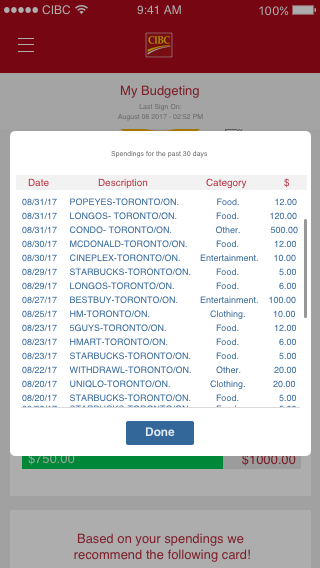 CIBC 9:41 AM 100%
CIBC
My Budgeting
Last Sign On:
August 06 2017 - 02:52 PM
Spendings for the past 30 days
Date Description Category $
08/31/17 POPEYES-TORONTO/ON. Food. 12.00
08/31/17 LONGOS- TORONTO/ON. Food. 120.00
08/31/17 CONDO- TORONTO/ON. Other. 500.00
08/30/17 MCDONALD-TORONTO/ON. Food. 12.00
08/30/17 CINEPLEX-TORONTO/ON. Entertainment. 10.00
08/29/17 STARBUCKS-TORONTO/ON. Food. 5.00
08/29/17 LONGOS-TORONTO/ON. Food. 6.00
08/27/17 BESTBUY-TORONTO/ON. Entertainment. 100.00
08/25/17 HM-TORONTO/ON. Clothing. 10.00
08/23/17 5GUYS-TORONTO/ON. Food. 12.00
08/23/17 HMART-TORONTO/ON. Food. 6.00
08/23/17 STARBUCKS-TORONTO/ON. Food. 5.00
08/22/17 WITHDRAWL-TORONTO/ON. Other. 20.00
08/20/17 UNIQLO-TORONTO/ON. Clothing. 20.00
08/20/17 STARBUCKS-TORONTO/ON. Food. 5.00
Done
$750.00 $1000.00
Based on your spendings we
recommend the following card!